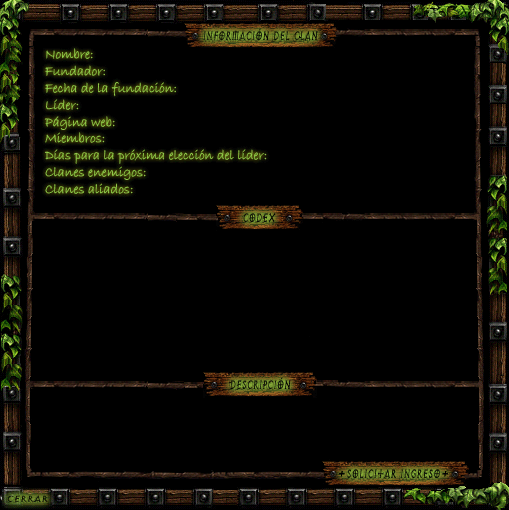 INFORMACIÓN DEL CLAN
Nombre:
Fundador:
Fecha de la fundación:
Líder:
Página web:
Miembros:
Días para la próxima elección del líder:
Clanes enemigos:
Clanes aliados:
CODEX
DESCRIPCIÓN
+SOLICITAR INGRESO+
CERRAR